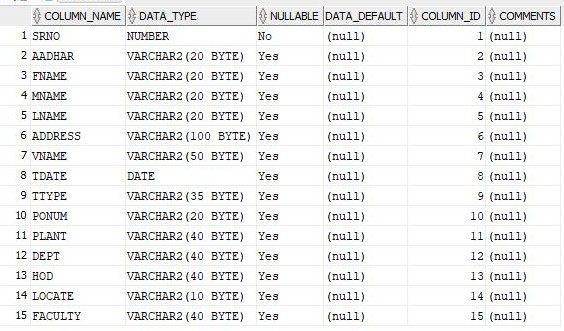 COLUMN_NAME DATA_TYPE NULLABLE DATA_DEFAULT COLUMN_ID COMMENTS
1 SRNO NUMBER No (null) 1 (null)
2 AADHAR VARCHAR2(20 BYTE) Yes (null) 2 (null)
3 FNAME VARCHAR2(20 BYTE) Yes (null) 3 (null)
4 MNAME VARCHAR2(20 BYTE) Yes (null) 4 (null)
5 LNAME VARCHAR2(20 BYTE) Yes (null) 5 (null)
6 ADDRESS VARCHAR2(100 BYTE) Yes (null) 6 (null)
7 VNAME VARCHAR2(50 BYTE) Yes (null) 7 (null)
8 TDATE DATE Yes (null) 8 (null)
9 TTYPE VARCHAR2(35 BYTE) Yes (null) 9 (null)
10 PONUM VARCHAR2(20 BYTE) Yes (null) 10 (null)
11 PLANT VARCHAR2(40 BYTE) Yes (null) 11 (null)
12 DEPT VARCHAR2(40 BYTE) Yes (null) 12 (null)
13 HOD VARCHAR2(40 BYTE) Yes (null) 13 (null)
14 LOCATE VARCHAR2(10 BYTE) Yes (null) 14 (null)
15 FACULTY VARCHAR2(40 BYTE) Yes (null) 15 (null)